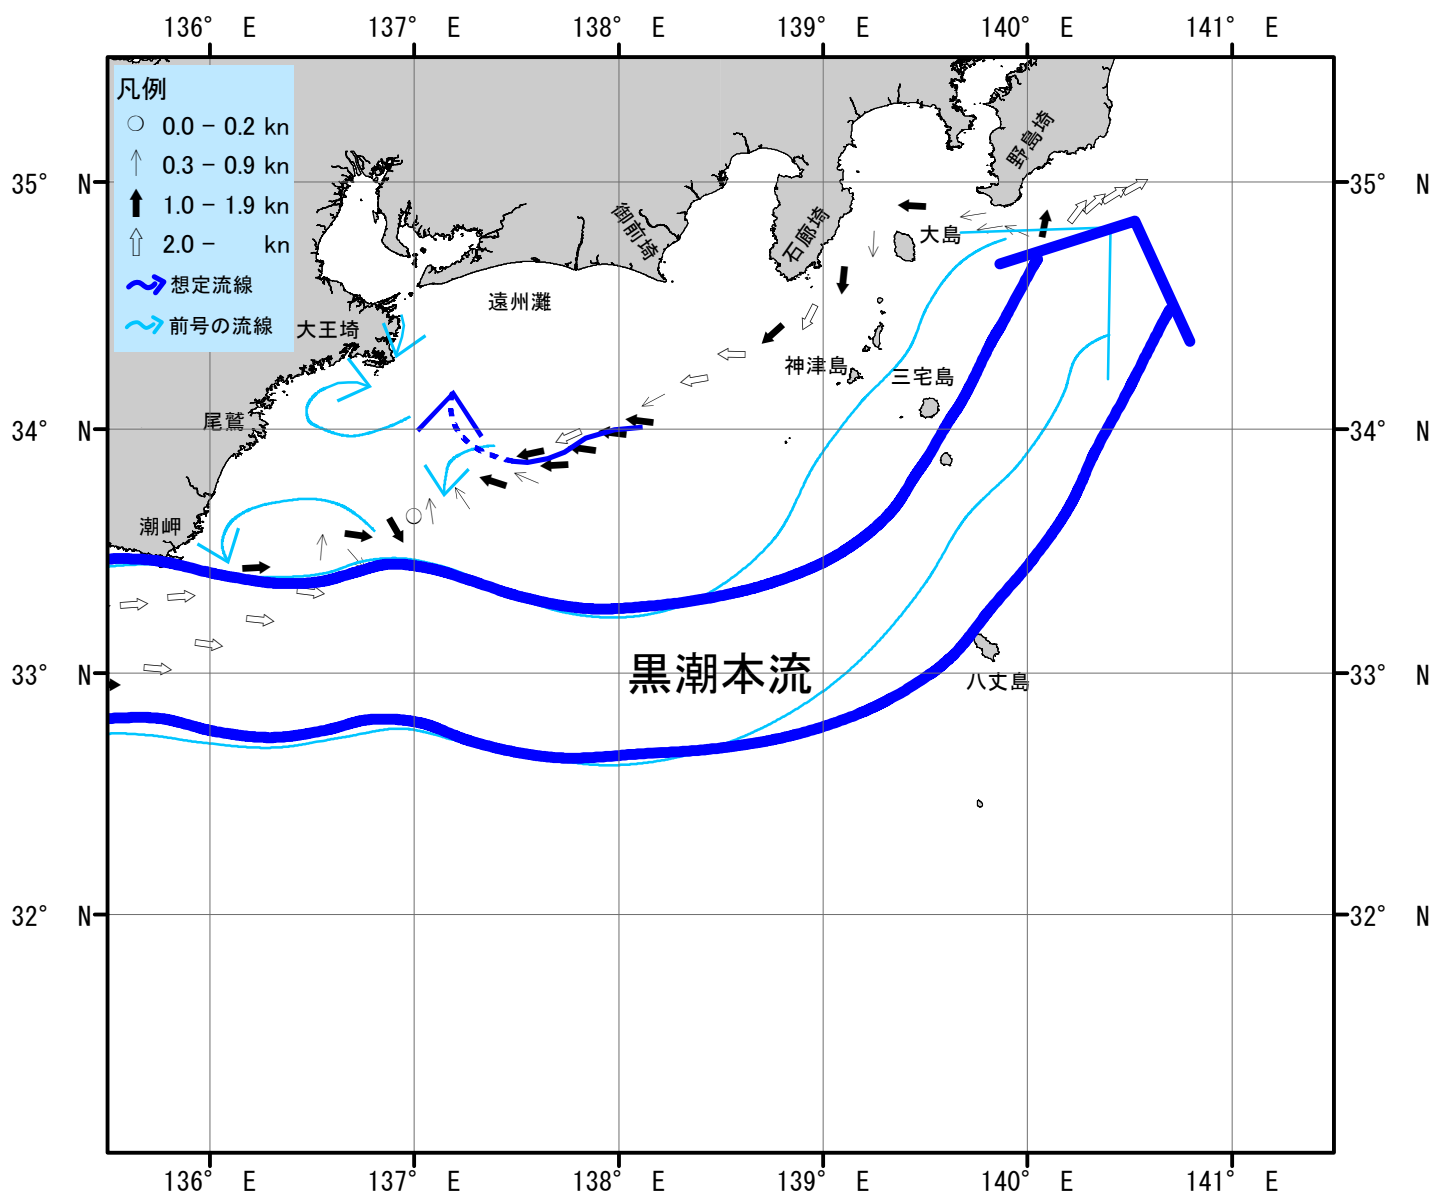 136° E 137° E 138° E 139° E 140° E 141° E
凡例
0.0 - 0.2 kn
0.3 - 0.9 kn
1.0 - 1.9 kn
2.0 - kn
想定流線
前号の流線
野島埼
35° N 35° N
御前埼
石廊埼
大島
遠州灘
大王埼
神津島
三宅島
尾鷲
34° N 34° N
潮岬
黒潮本流
33° N 33° N
八丈島
32° N 32° N
136° E 137° E 138° E 139° E 140° E 141° E